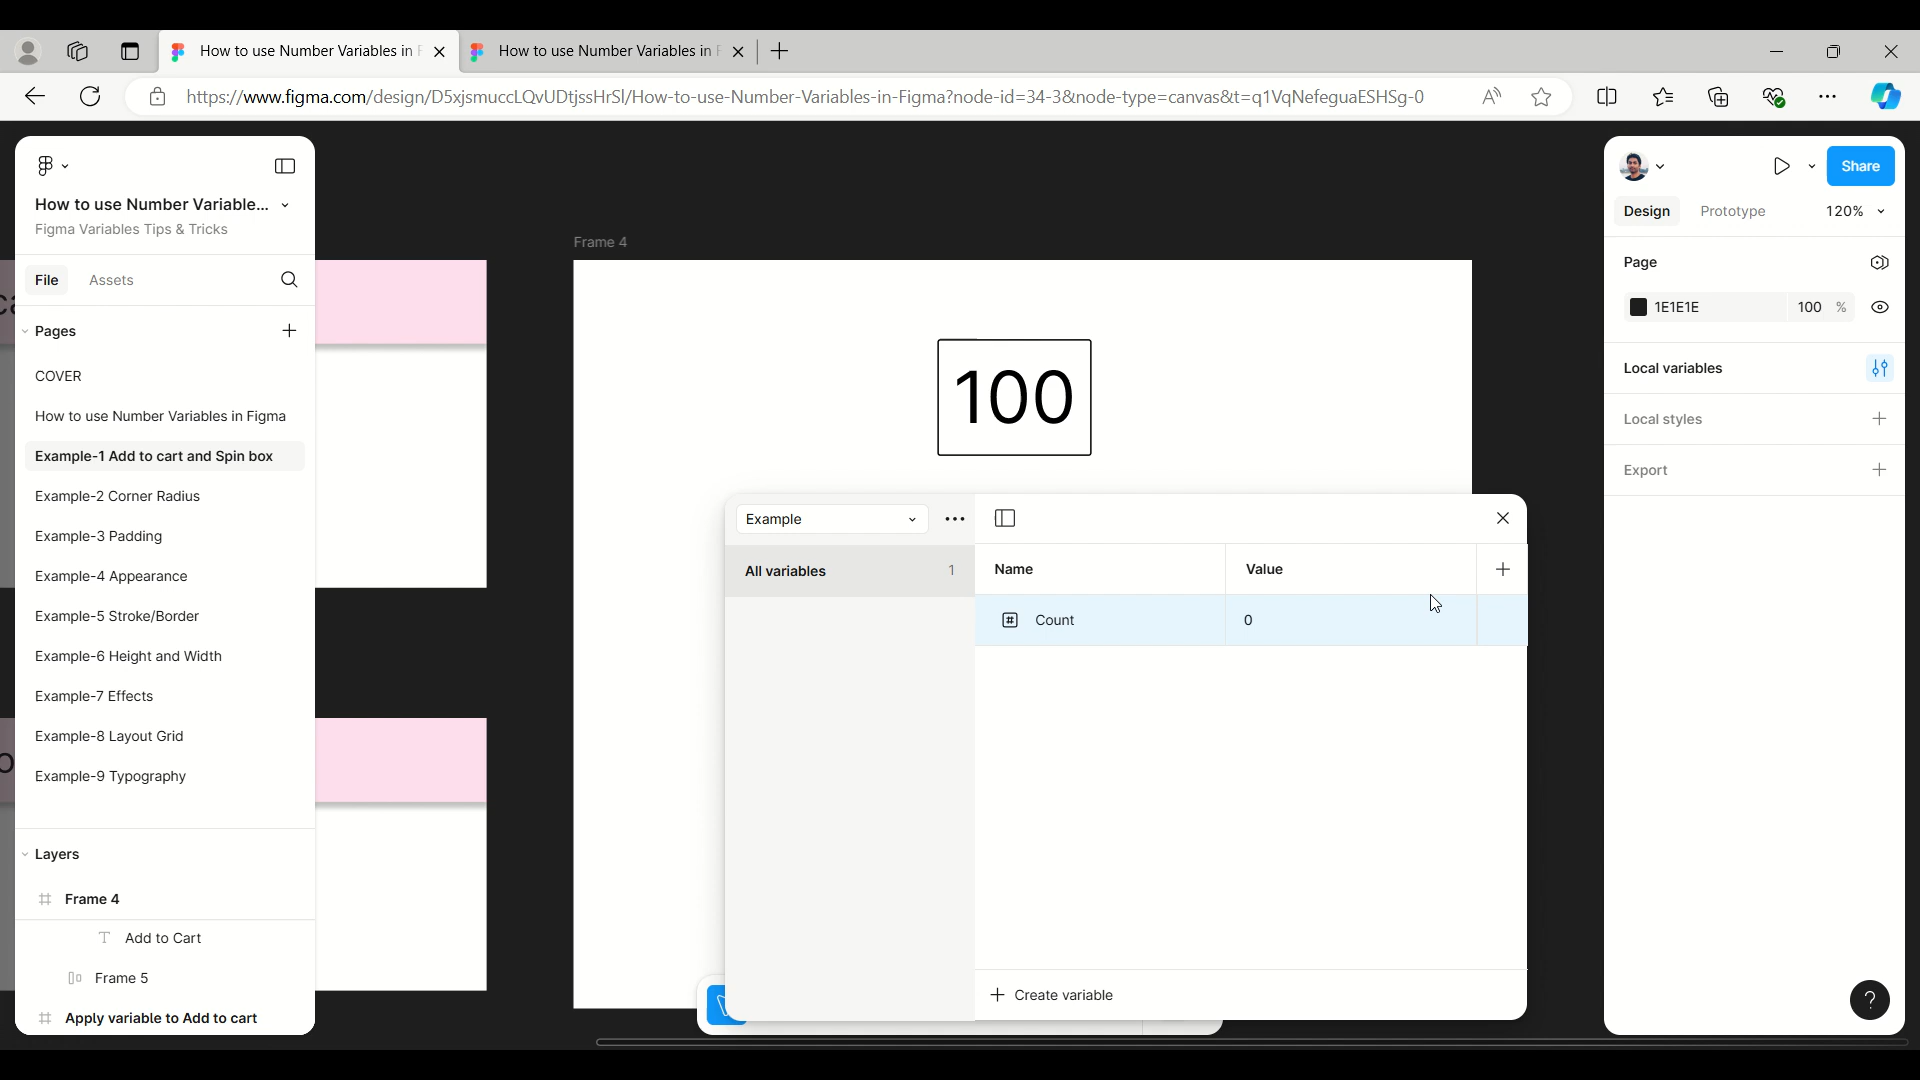 How to use Number Variables in F
How to use Number Variables in F
https://www.figma.com/design/D5xjsmuccLQvUDtjssHrSl/How-to-use-Number-Variables-in-Figma?node-id=34-3&node-type=canvas&t=q1VqNefeguaESHSg-0
How to use Number Variable...
Figma Variables Tips & Tricks
File
Assets
Pages
COVER
How to use Number Variables in Figma
Example-1 Add to cart and Spin box
Example-2 Corner Radius
Example-3 Padding
Example-4 Appearance
Example-5 Stroke/Border
Example-6 Height and Width
Example-7 Effects
Example-8 Layout Grid
Example-9 Typography
Layers
Frame 4
Add to Cart
Frame 5
Apply variable to Add to cart
Frame 4
100
Example
All variables 1
Name
Value
Count
0
Create variable
Share
Design
Prototype
120%
Page
1E1E1E
100 %
Local variables
Local styles
Export
?